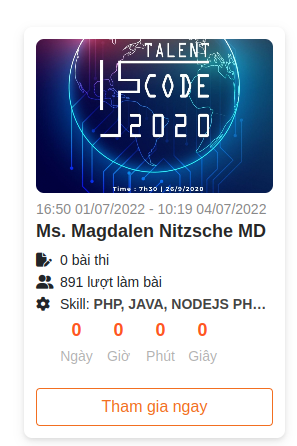 TALENT
IF CODE
2020
Time : 7h30 | 26/9/2020
16:50 01/07/2022 - 10:19 04/07/2022
Ms. Magdalen Nitzsche MD
0 bài thi
891 lượt làm bài
Skill: PHP, JAVA, NODEJS PH…
0 0 0 0
Ngày Giờ Phút Giây
Tham gia ngay